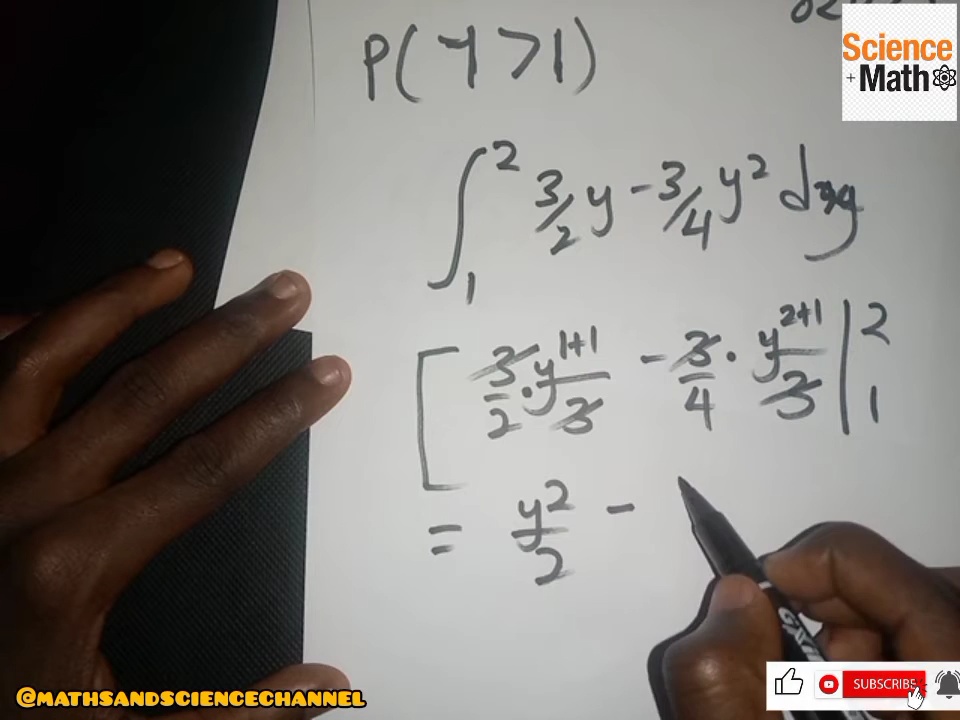 Science
+Math
P(Y>1)
∫₁² 3/2 y - 3/4 y² dy
[ 3/2 · y^(1+1)/3 - 3/4 · y^(2+1)/3 |₁²
= y²/2 -
@MATHSANDSCIENCECHANNEL
SUBSCRIBE